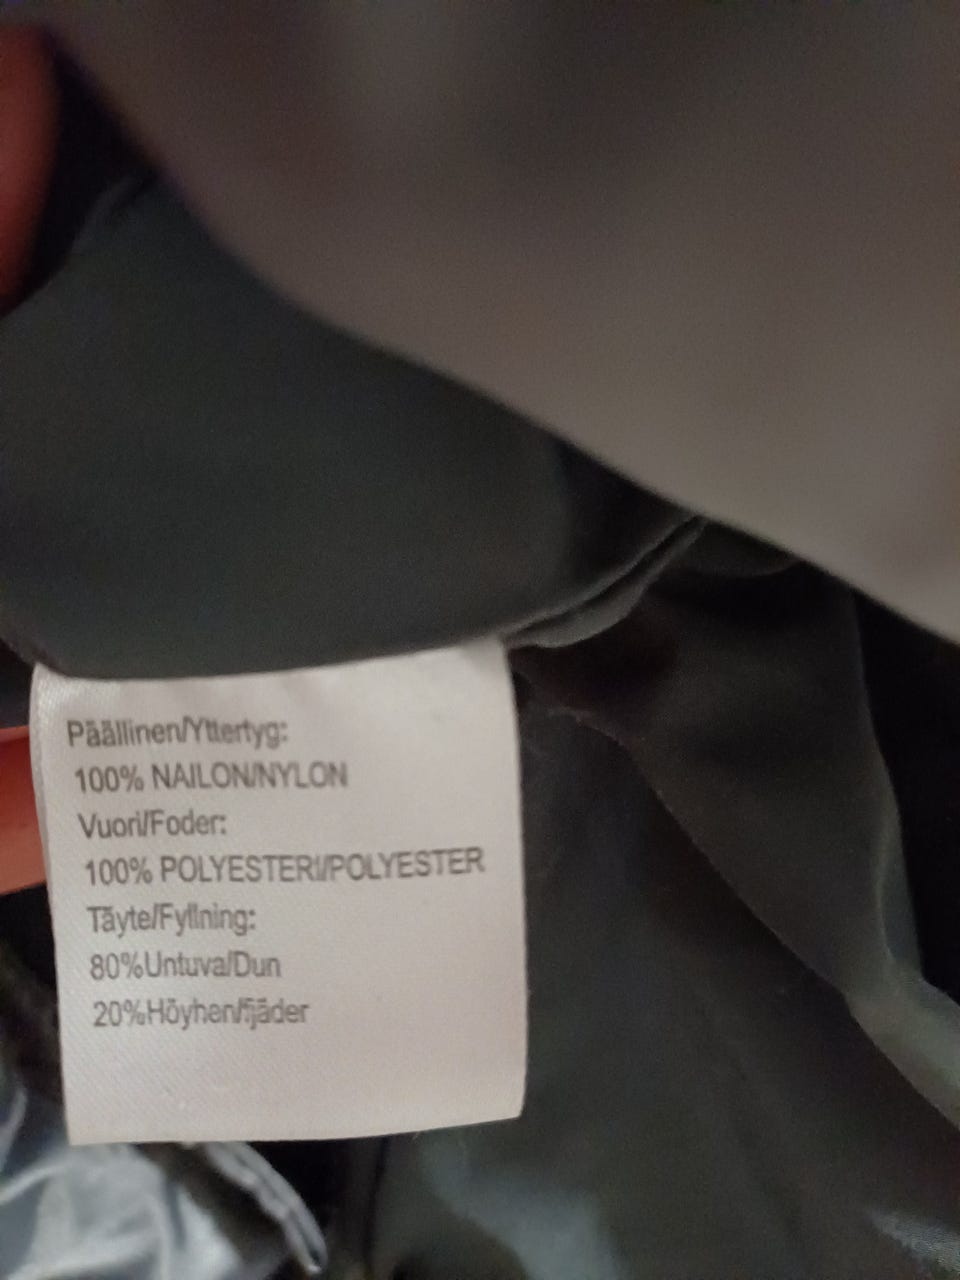 Päällinen/Yttertyg:
100% NAILON/NYLON
Vuori/Foder:
100% POLYESTERI/POLYESTER
Täyte/Fyllning:
80%Untuva/Dun
20%Höyhen/fjäder